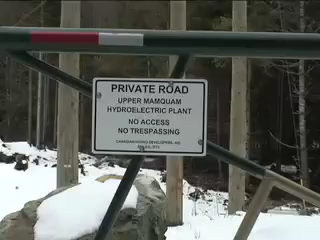 PRIVATE ROAD
UPPER MAMQUAM
HYDROELECTRIC PLANT
NO ACCESS
NO TRESPASSING